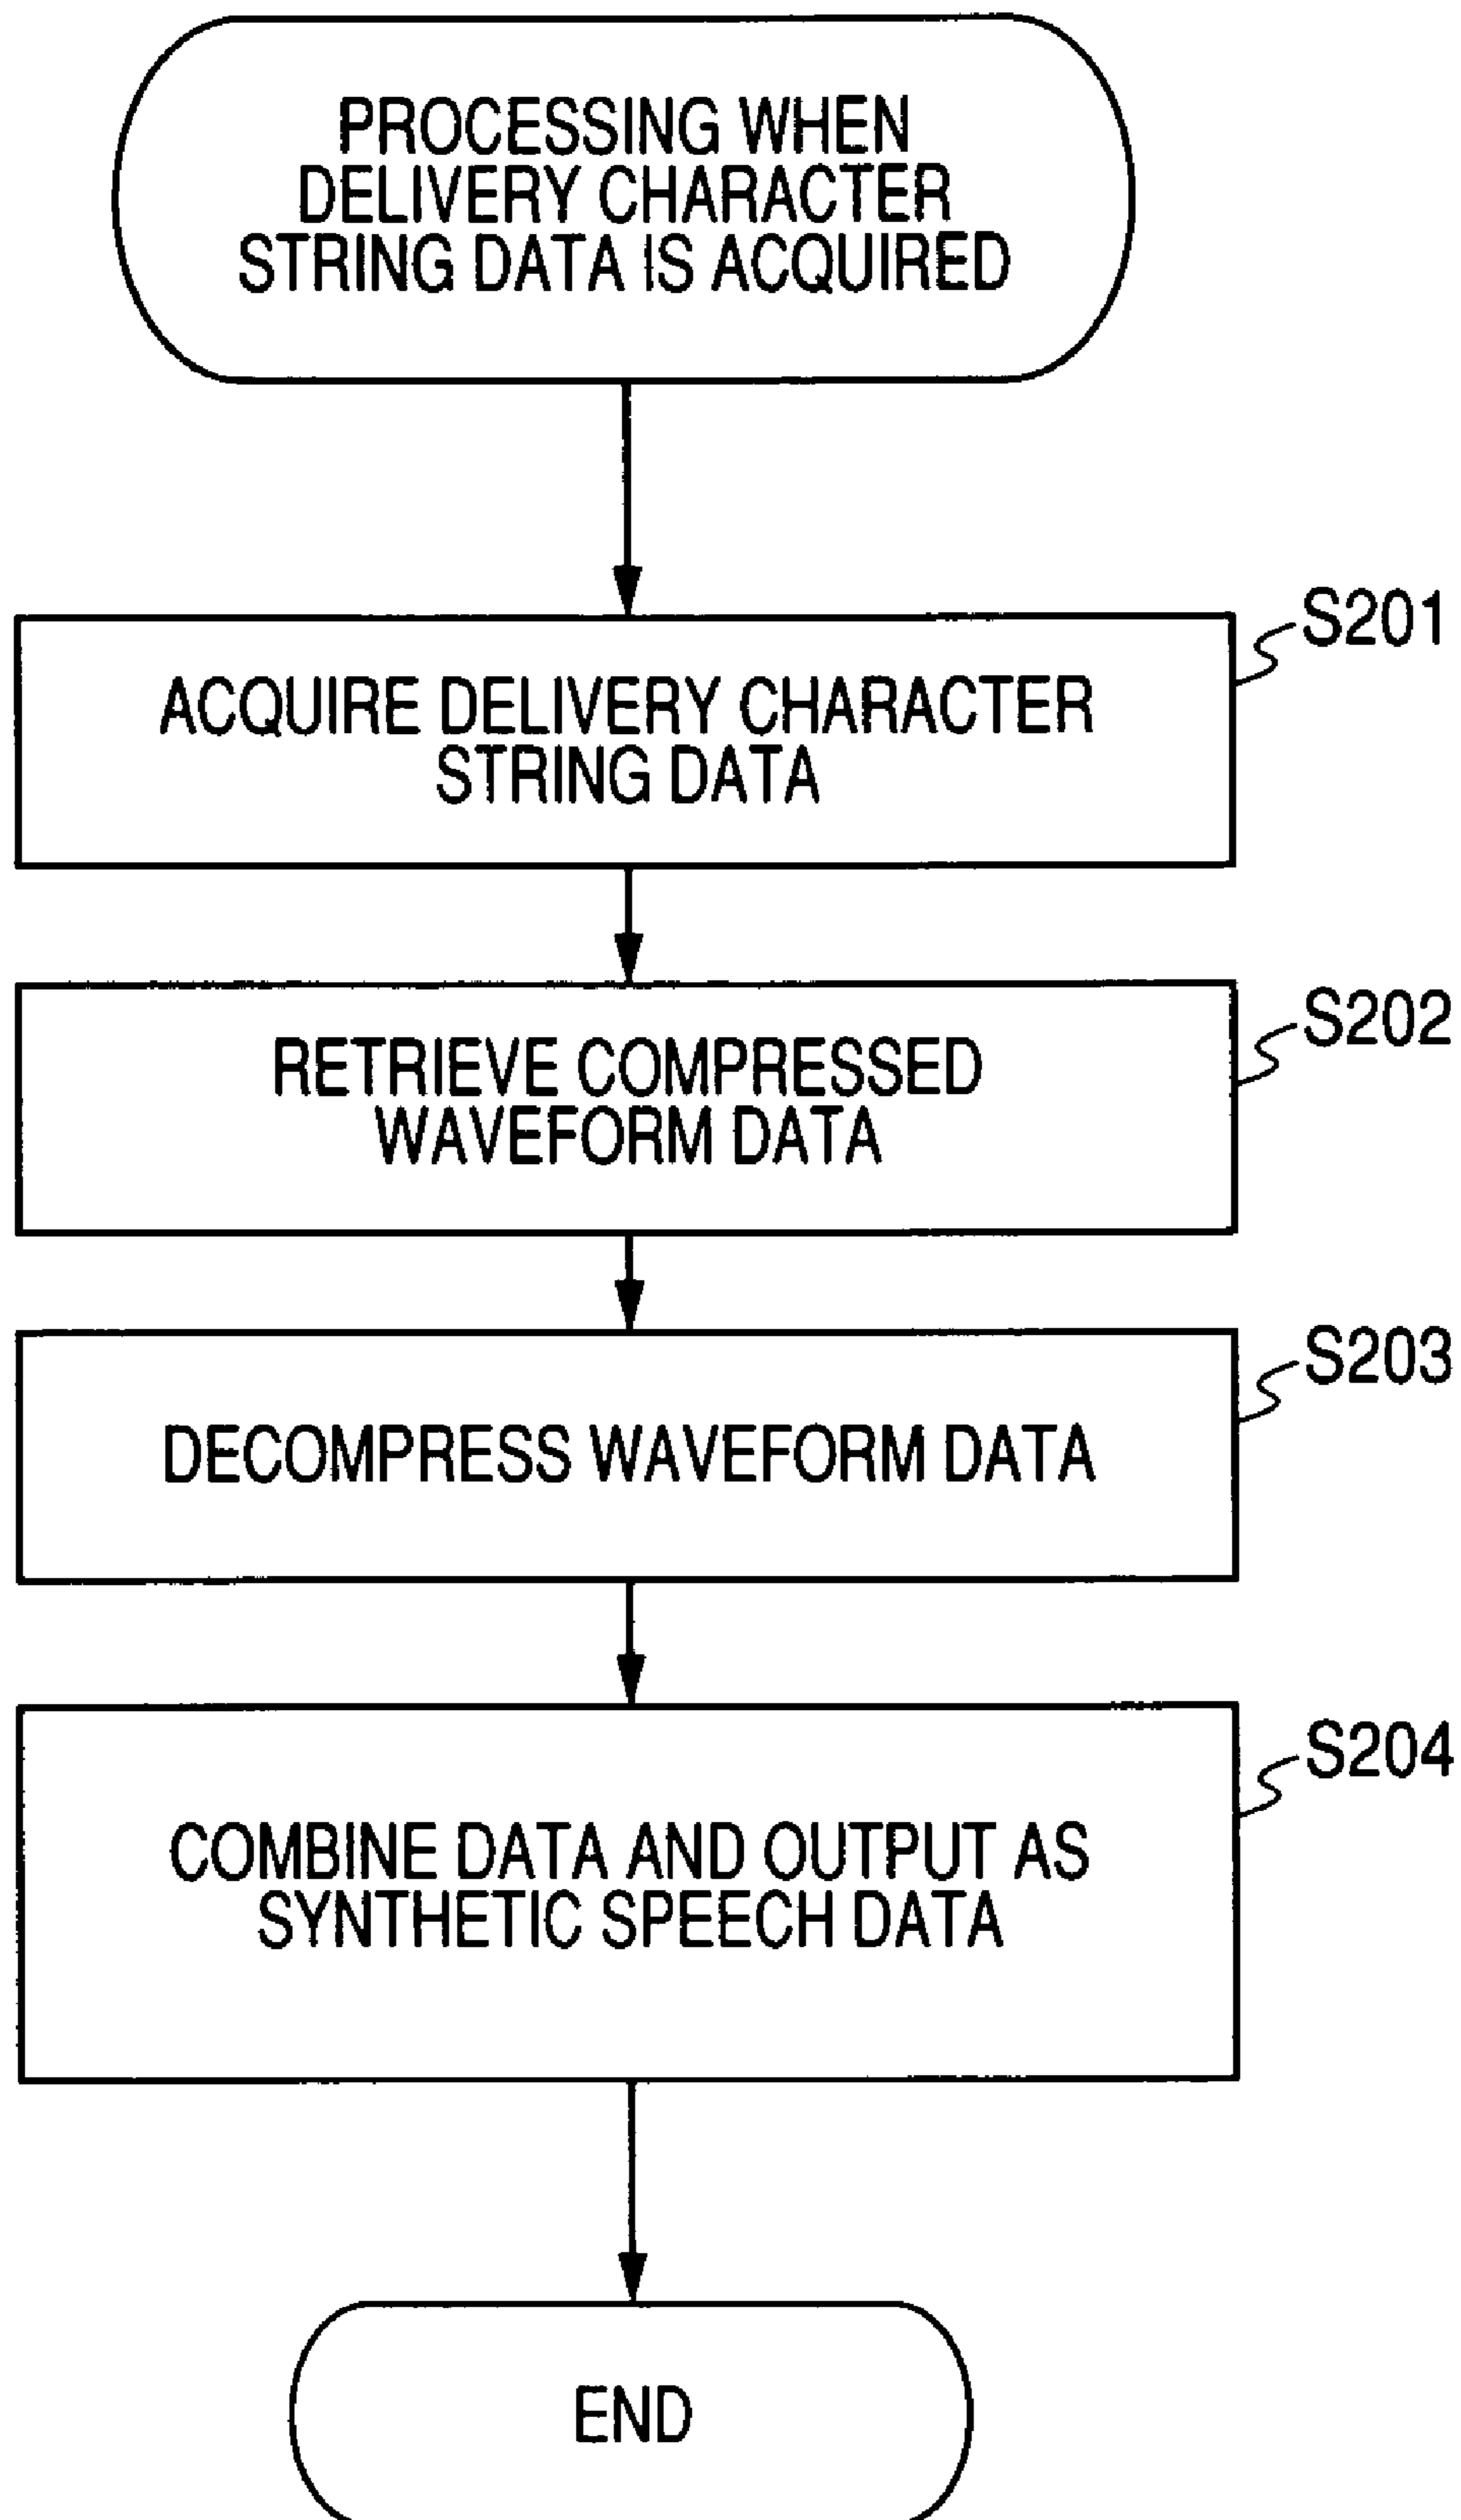 PROCESSING WHEN
DELIVERY CHARACTER
STRING DATA IS ACQUIRED
S201
ACQUIRE DELIVERY CHARACTER
STRING DATA
S202
RETRIEVE COMPRESSED
WAVEFORM DATA
S203
DECOMPRESS WAVEFORM DATA
S204
COMBINE DATA AND OUTPUT AS
SYNTHETIC SPEECH DATA
END